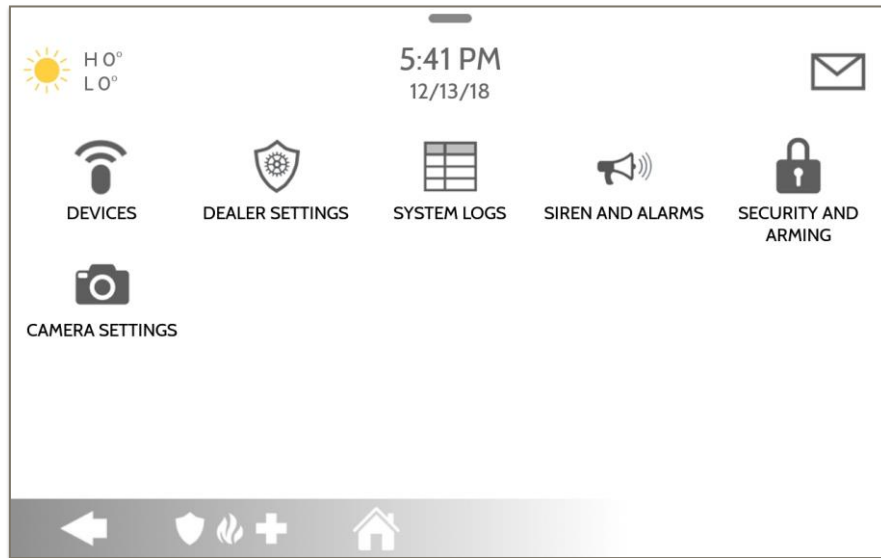 H 0°
L 0°
5:41 PM
12/13/18
DEVICES
DEALER SETTINGS
SYSTEM LOGS
SIREN AND ALARMS
SECURITY AND
ARMING
CAMERA SETTINGS